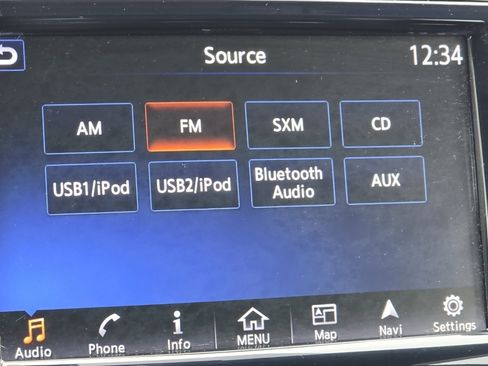 Source 12:34
AM FM SXM CD
USB1/iPod USB2/iPod Bluetooth Audio AUX
Audio Phone Info MENU Map Navi Settings